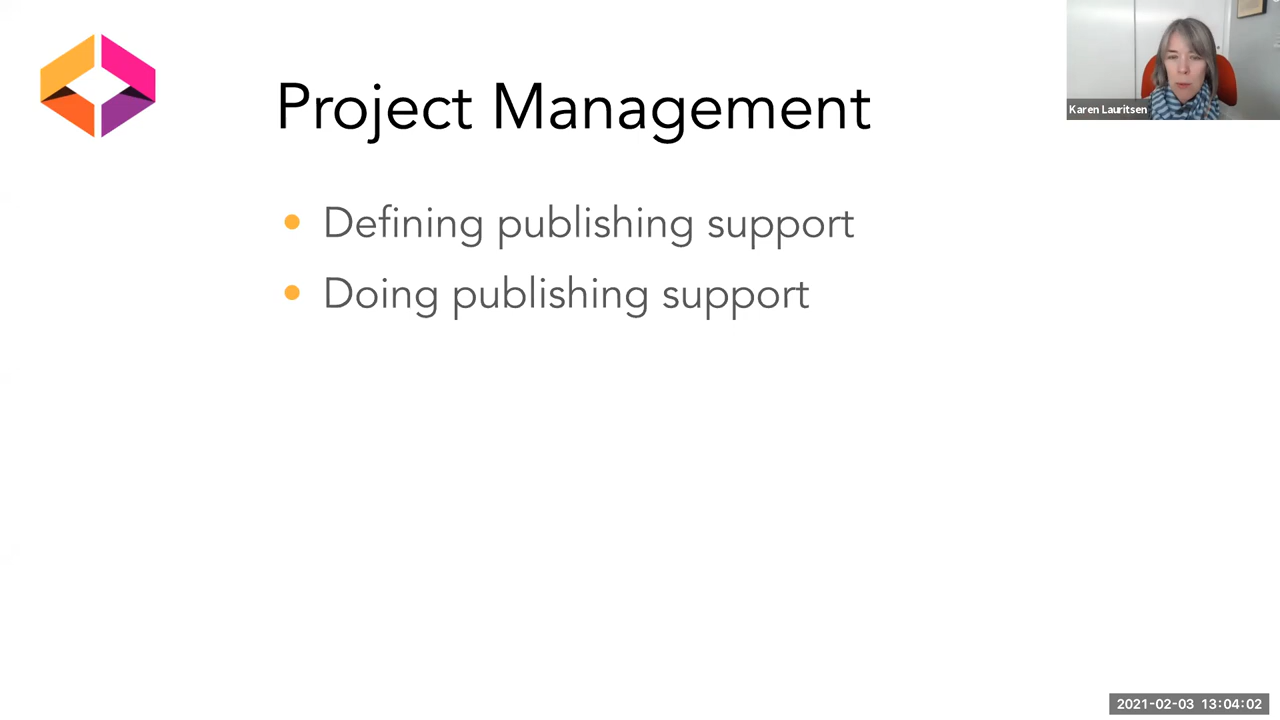 Project Management
Karen Lauritsen
• Defining publishing support
• Doing publishing support
2021-02-03 13:04:02